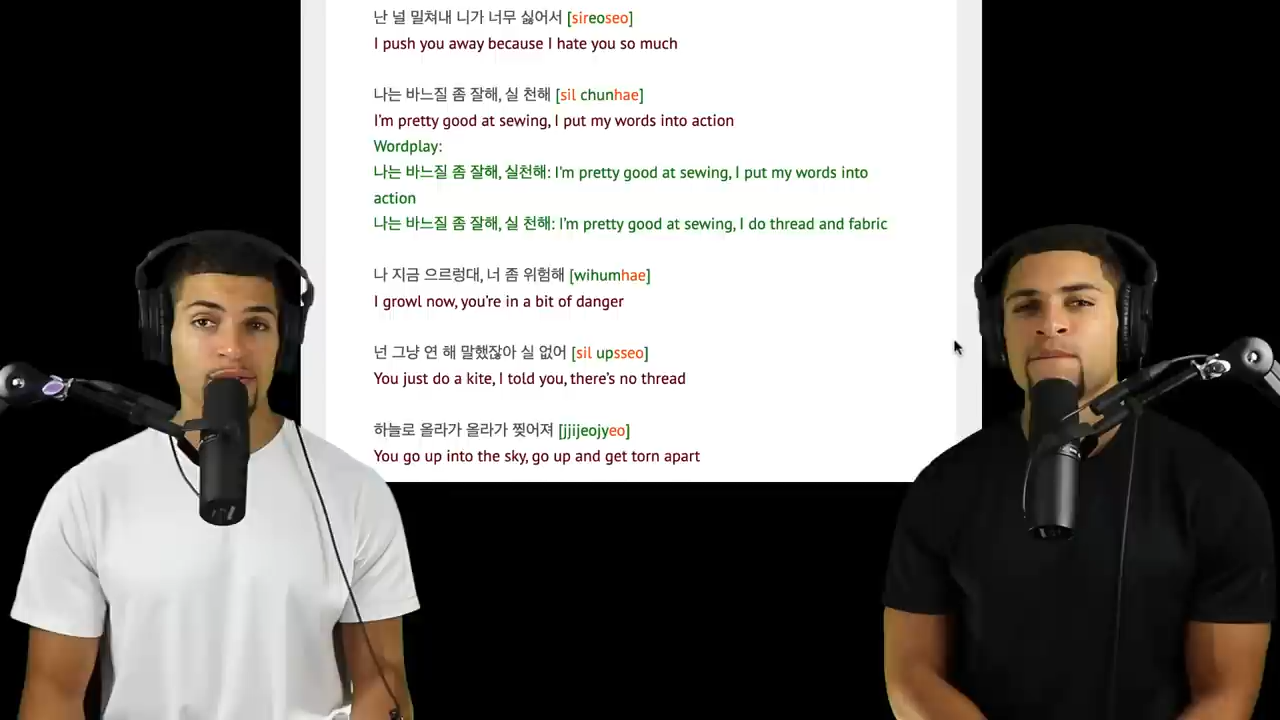 난 널 밀쳐내 니가 너무 싫어서 [sireoseo]
I push you away because I hate you so much
나는 바느질 좀 잘해, 실 천해 [sil chunhae]
I'm pretty good at sewing, I put my words into action
Wordplay:
나는 바느질 좀 잘해, 실천해: I'm pretty good at sewing, I put my words into
action
나는 바느질 좀 잘해, 실 천해: I'm pretty good at sewing, I do thread and fabric
나 지금 으르렁대, 너 좀 위험해 [wihumhae]
I growl now, you're in a bit of danger
넌 그냥 연 해 말했잖아 실 없어 [sil upsseo]
You just do a kite, I told you, there's no thread
하늘로 올라가 올라가 찢어져 [jjijeojyeo]
You go up into the sky, go up and get torn apart